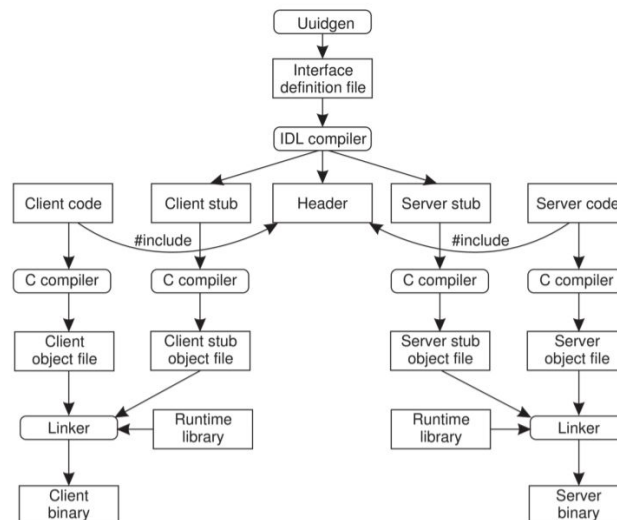 Uuidgen
Interface
definition file
IDL compiler
Client code
Client stub
Header
Server stub
Server code
#include
#include
C compiler
C compiler
C compiler
C compiler
Client
object file
Client stub
object file
Server stub
object file
Server
object file
Linker
Runtime
library
Runtime
library
Linker
Client
binary
Server
binary